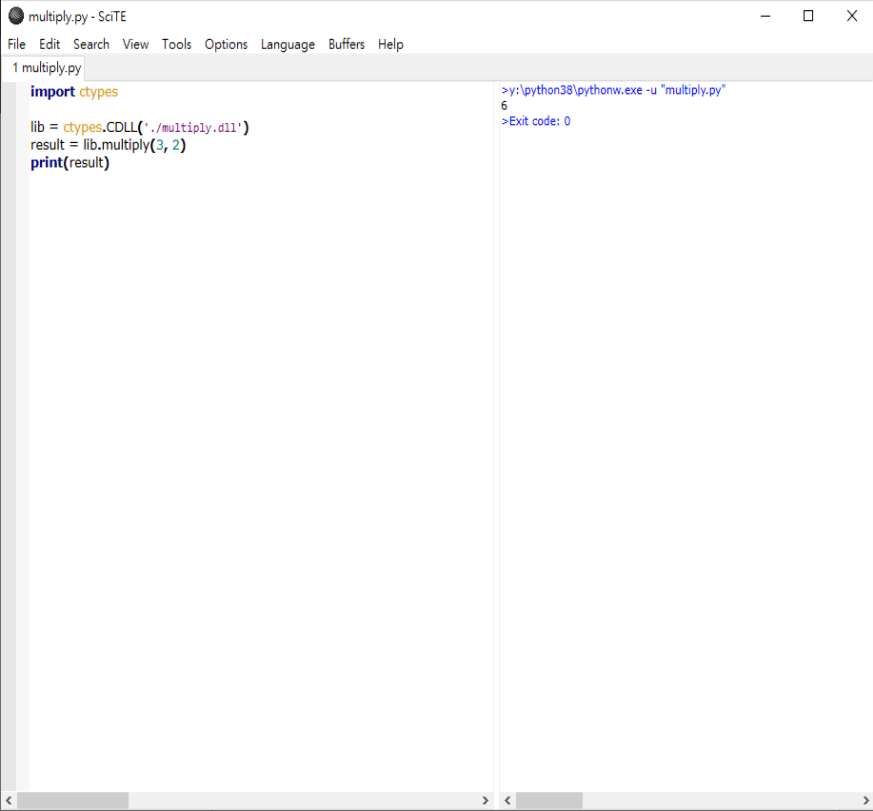 multiply.py - SciTE
File Edit Search View Tools Options Language Buffers Help
1 multiply.py
import ctypes
lib = ctypes.CDLL('./multiply.dll')
result = lib.multiply(3, 2)
print(result)
>y:\python38\pythonw.exe -u "multiply.py"
6
>Exit code: 0